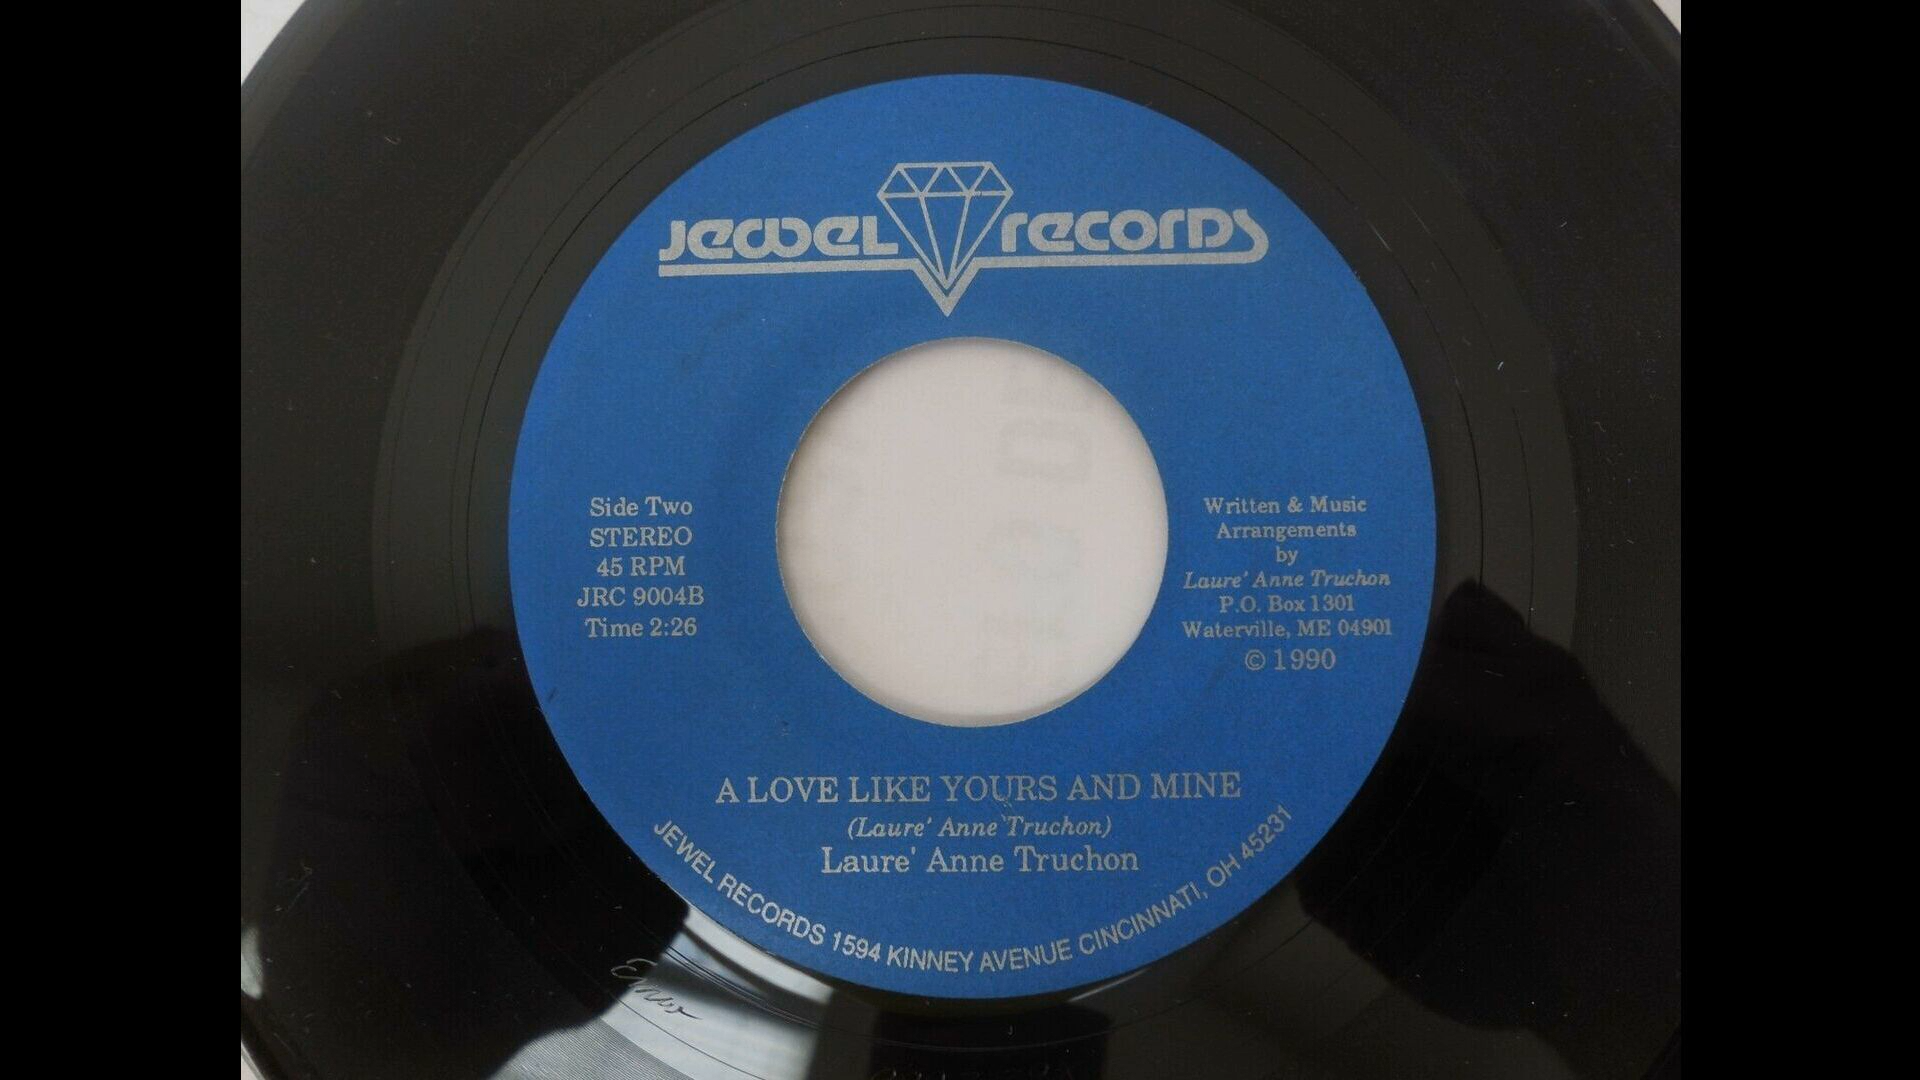 Jewel Records
Side Two
STEREO
45 RPM
JRC 9004B
Time 2:26
Written & Music
Arrangements
by
Laure' Anne Truchon
P.O. Box 1301
Waterville, ME 04901
© 1990
A LOVE LIKE YOURS AND MINE
(Laure' Anne Truchon)
Laure' Anne Truchon
JEWEL RECORDS 1594 KINNEY AVENUE CINCINNATI, OH 45231